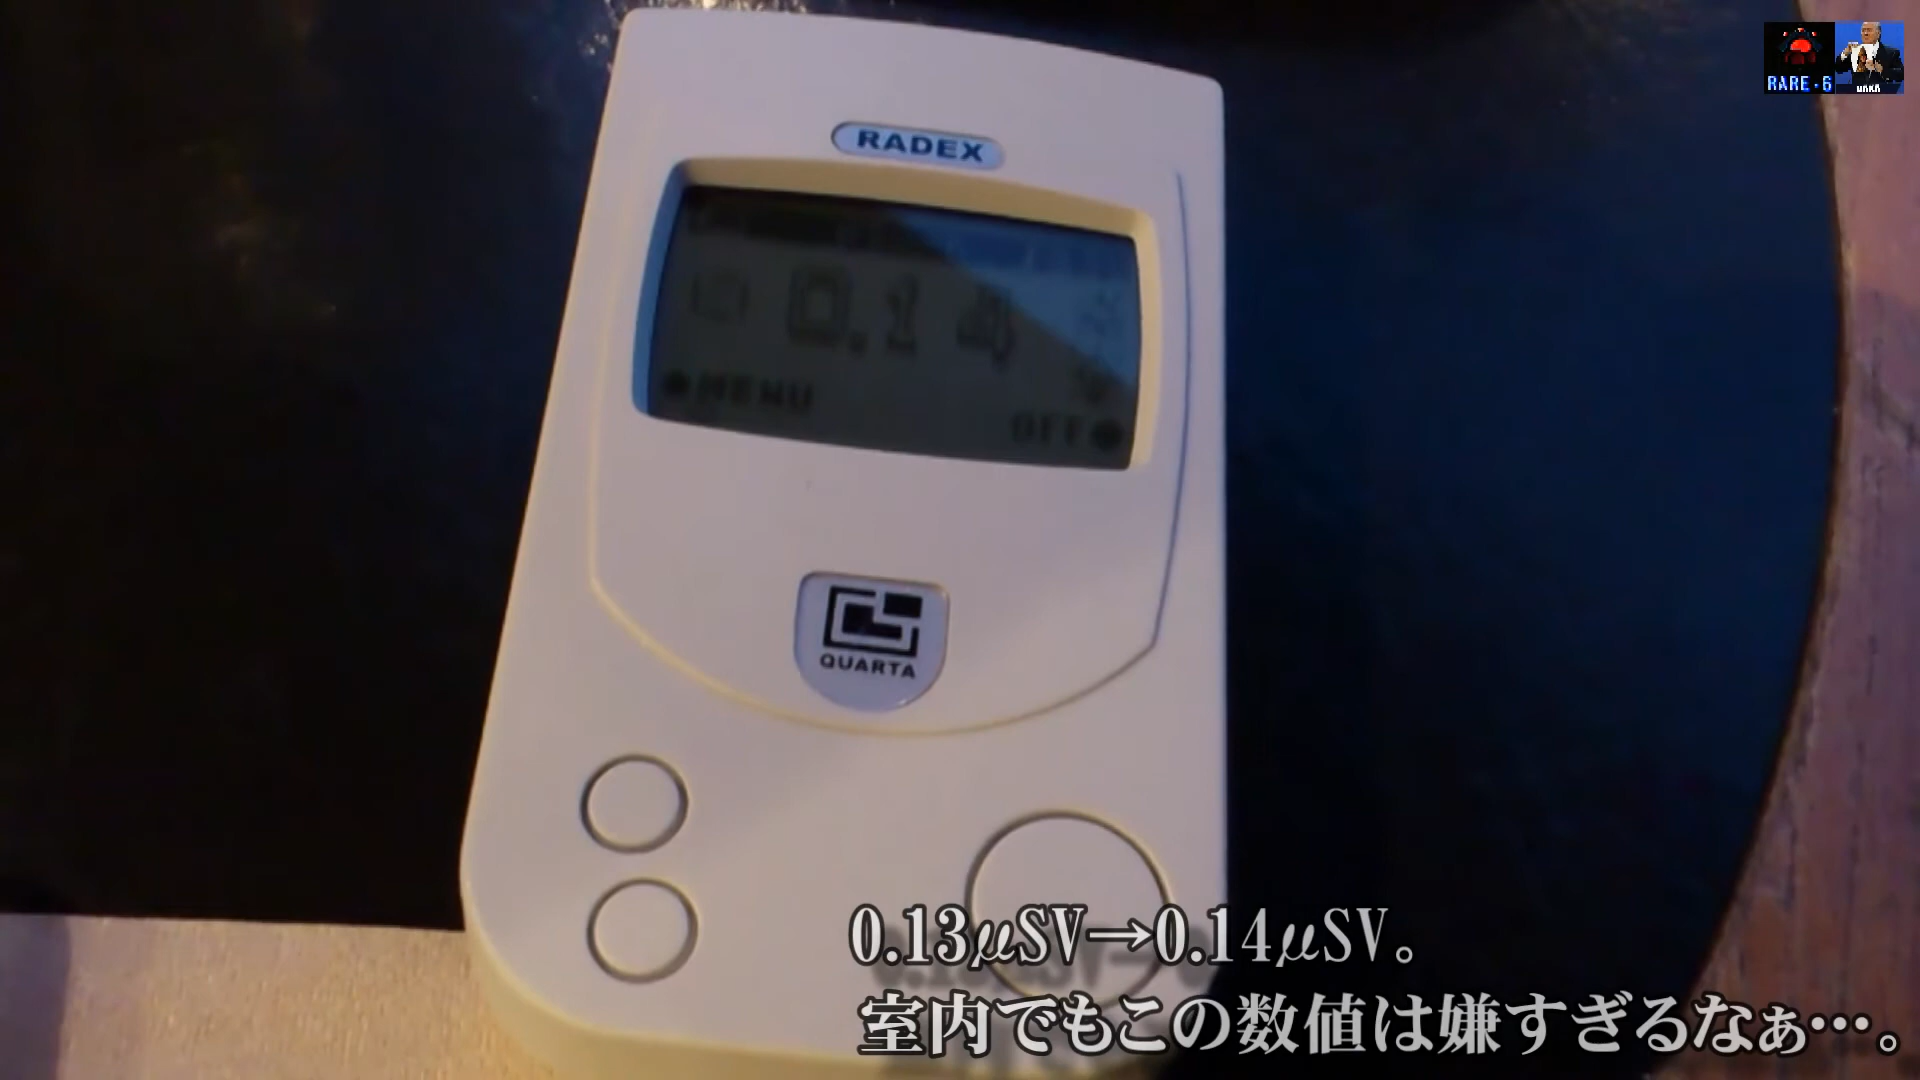 RARE・6
RADEX
0.14
MENU
OFF
QUARTA
0.13μSV→0.14μSV。
室内でもこの数値は嫌すぎるなぁ…。